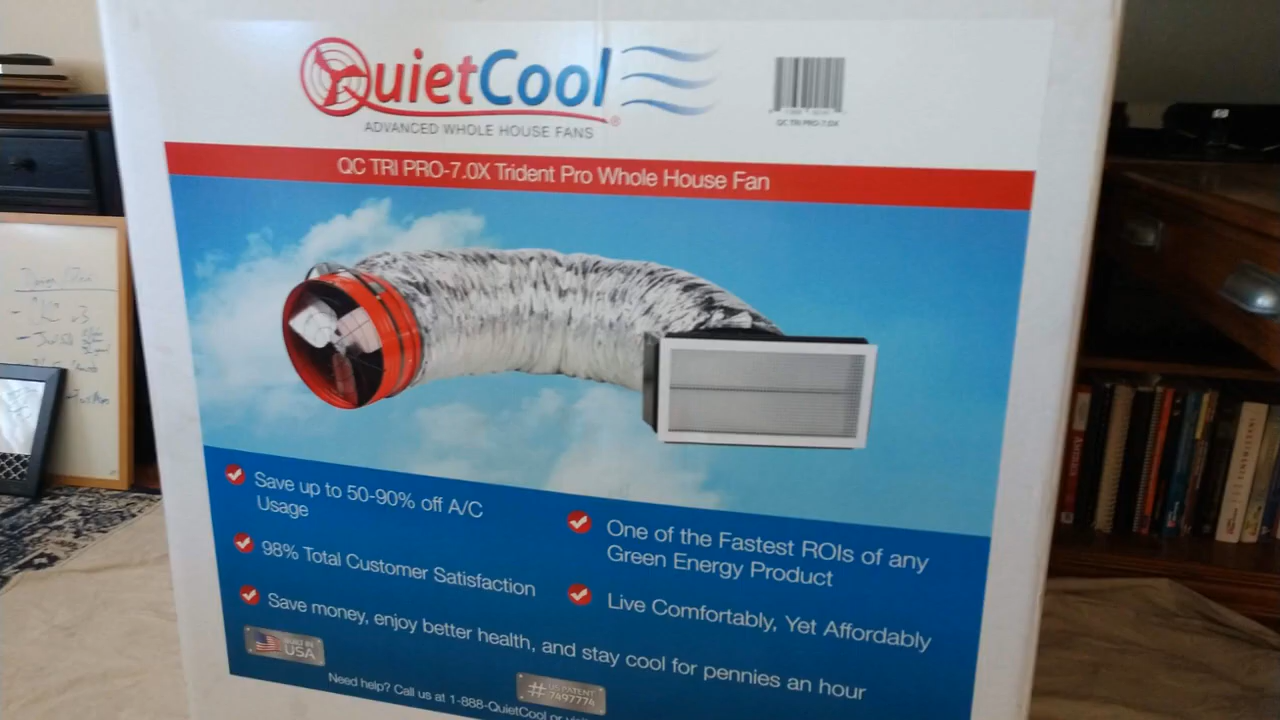 QuietCool®
ADVANCED WHOLE HOUSE FANS
QC TRI PRO-7.0X
QC TRI PRO-7.0X Trident Pro Whole House Fan
Save up to 50-90% off A/C
Usage
98% Total Customer Satisfaction
Save money, enjoy better health, and stay cool for pennies an hour
One of the Fastest ROIs of any
Green Energy Product
Live Comfortably, Yet Affordably
BUILT IN
USA
# US PATENT
7497774
Need help? Call us at 1-888-QuietCool or
hp